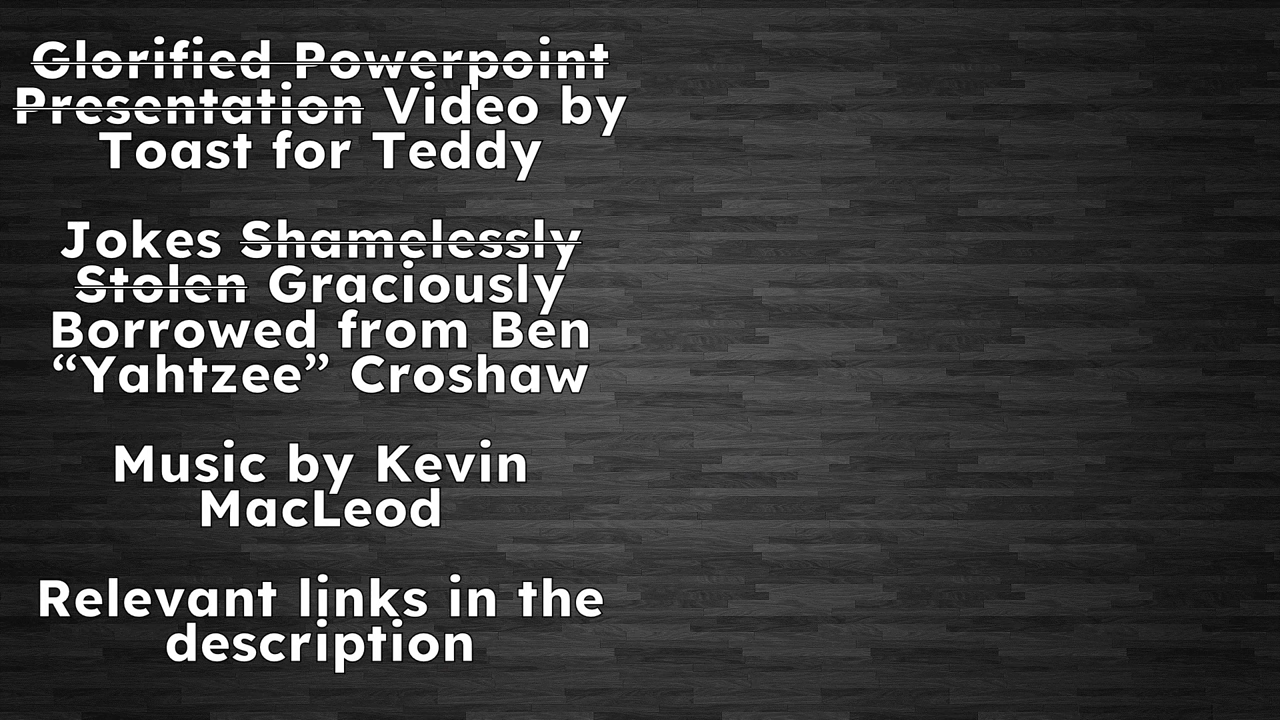 Glorified Powerpoint
Presentation Video by
Toast for Teddy
Jokes Shamelessly
Stolen Graciously
Borrowed from Ben
“Yahtzee” Croshaw
Music by Kevin
MacLeod
Relevant links in the
description